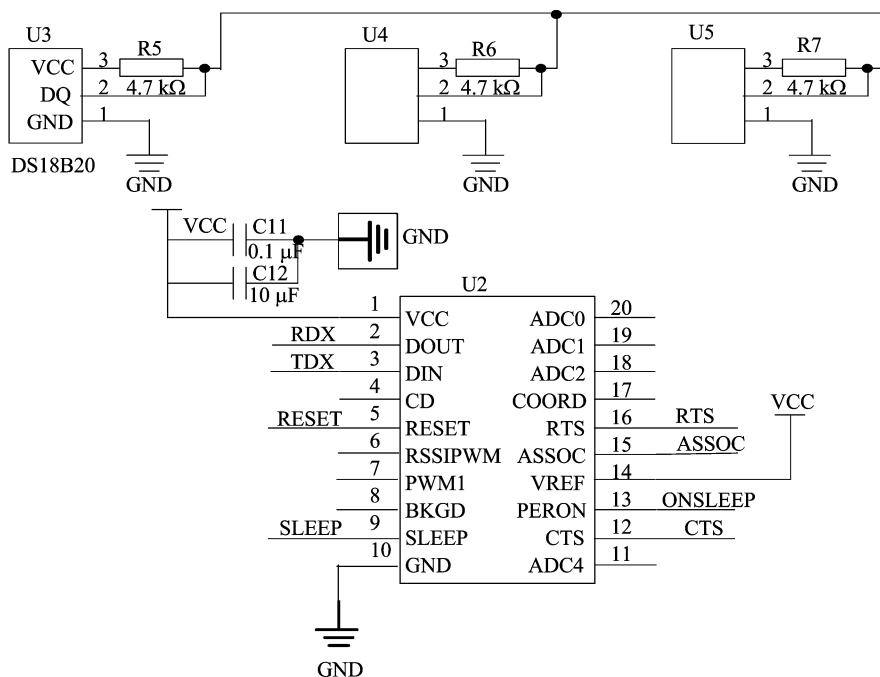 U3
U4
U5
VCC 3 R5
DQ 2 4.7 kΩ
GND 1
DS18B20
GND
3 R6
2 4.7 kΩ
1
GND
3 R7
2 4.7 kΩ
1
GND
VCC C11
0.1 μF
C12
10 μF
GND
U2
1 VCC ADC0 20
RDX 2 DOUT ADC1 19
TDX 3 DIN ADC2 18
4 CD COORD 17
RESET 5 RESET RTS 16 RTS
6 RSSIPWM ASSOC 15 ASSOC
7 PWM1 VREF 14
VCC
8 BKGD PERON 13 ONSLEEP
SLEEP 9 SLEEP CTS 12 CTS
10 GND ADC4 11
GND